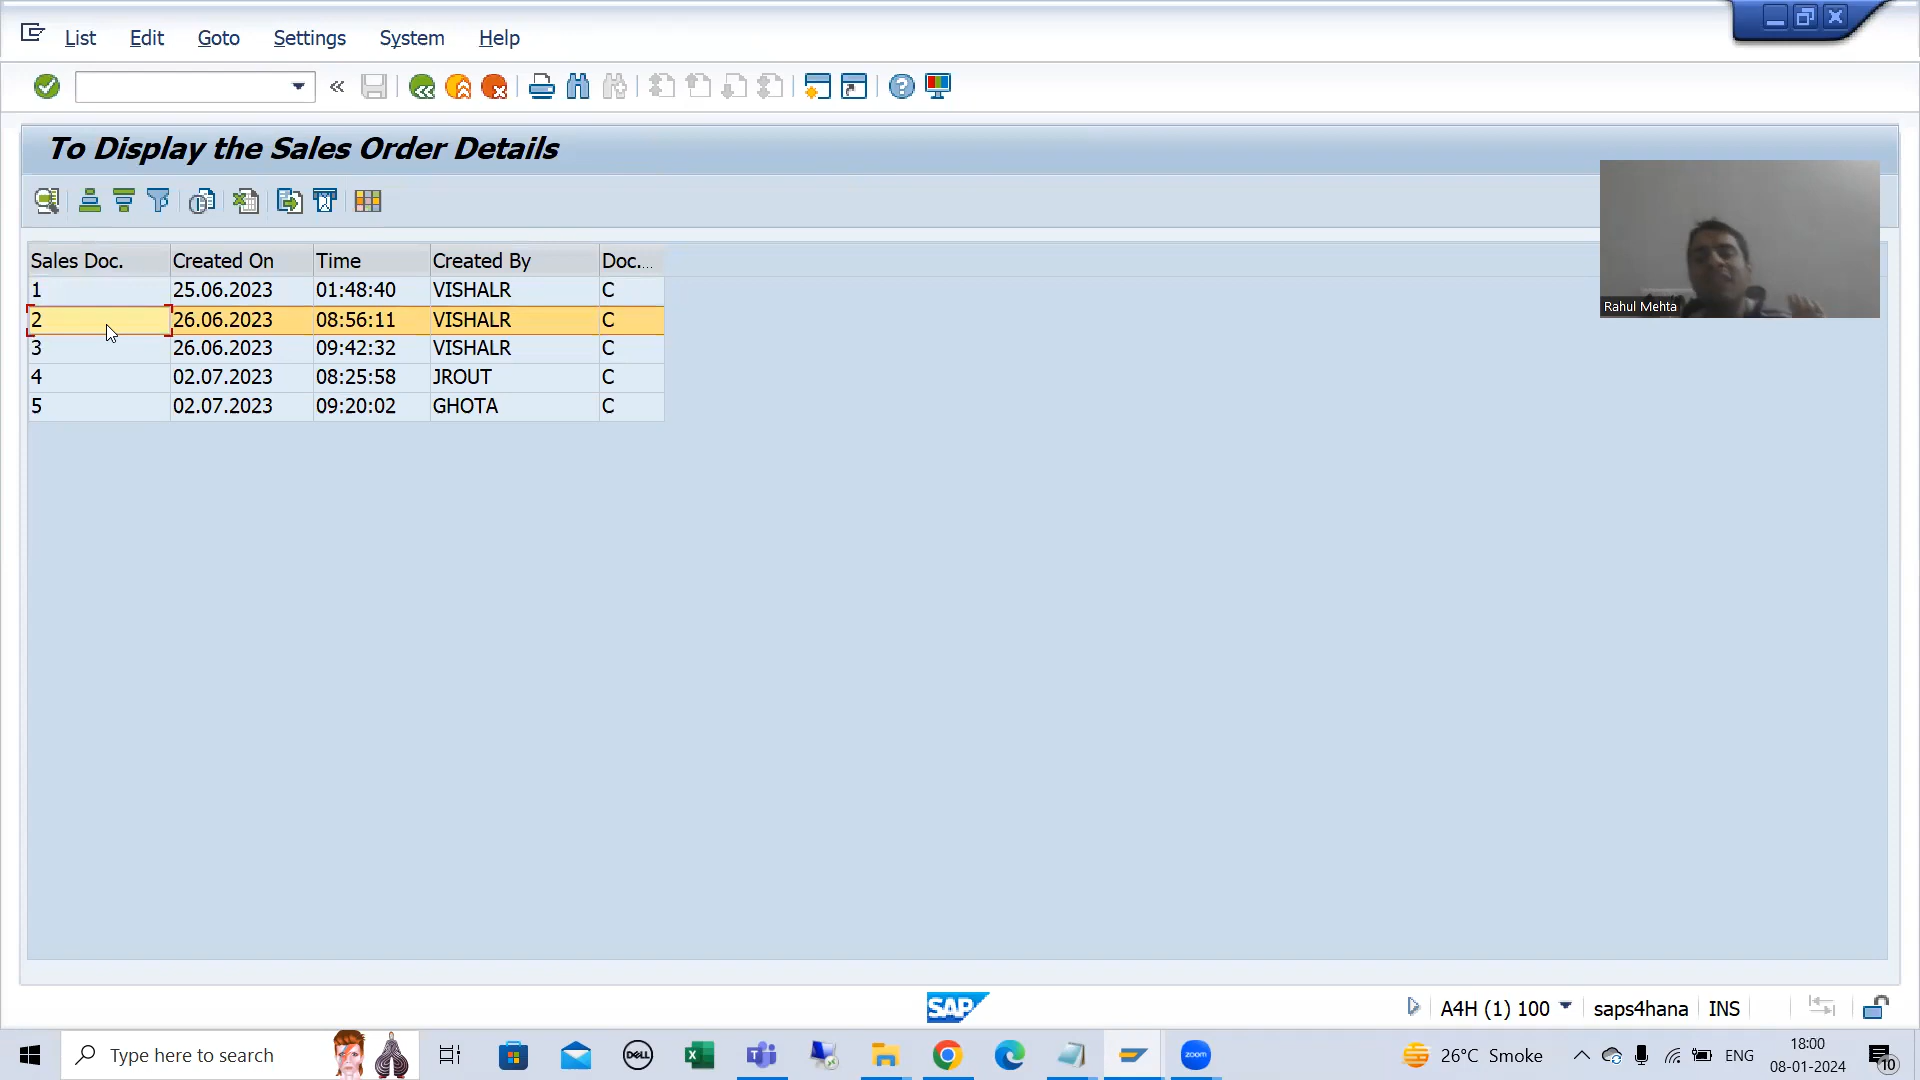 List Edit Goto Settings System Help
To Display the Sales Order Details
Sales Doc. Created On Time Created By Doc....
1 25.06.2023 01:48:40 VISHALR C
2 26.06.2023 08:56:11 VISHALR C
3 26.06.2023 09:42:32 VISHALR C
4 02.07.2023 08:25:58 JROUT C
5 02.07.2023 09:20:02 GHOTA C
Rahul Mehta
SAP
A4H (1) 100 saps4hana INS
Type here to search
DELL
zoom
26°C Smoke
ENG
18:00
08-01-2024
10